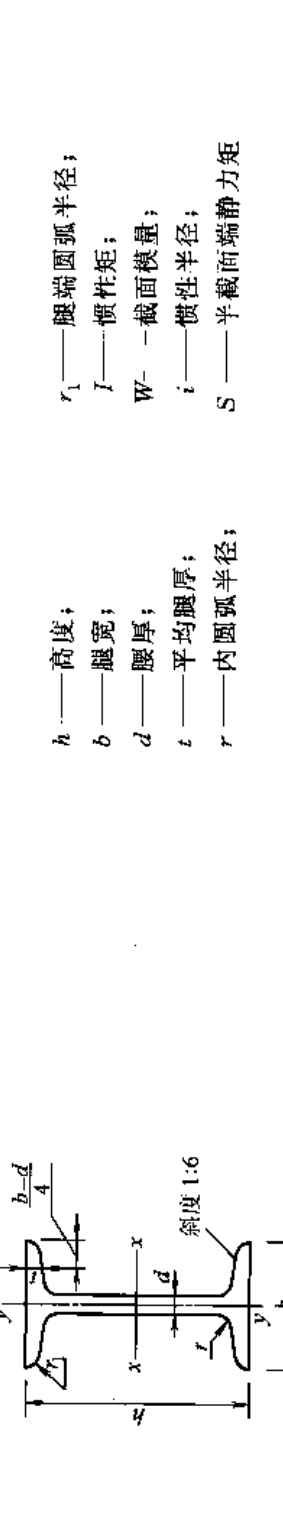 h——高度；
b——腿宽；
d——腰厚；
t——平均腿厚；
r——内圆弧半径；
r₁——腿端圆弧半径；
I——惯性矩；
W- -截面模量；
i——惯性半径；
S——半截面端静力矩
y
b-d
4
t
r₁
h
x
x
d
斜度 1:6
r
y
b